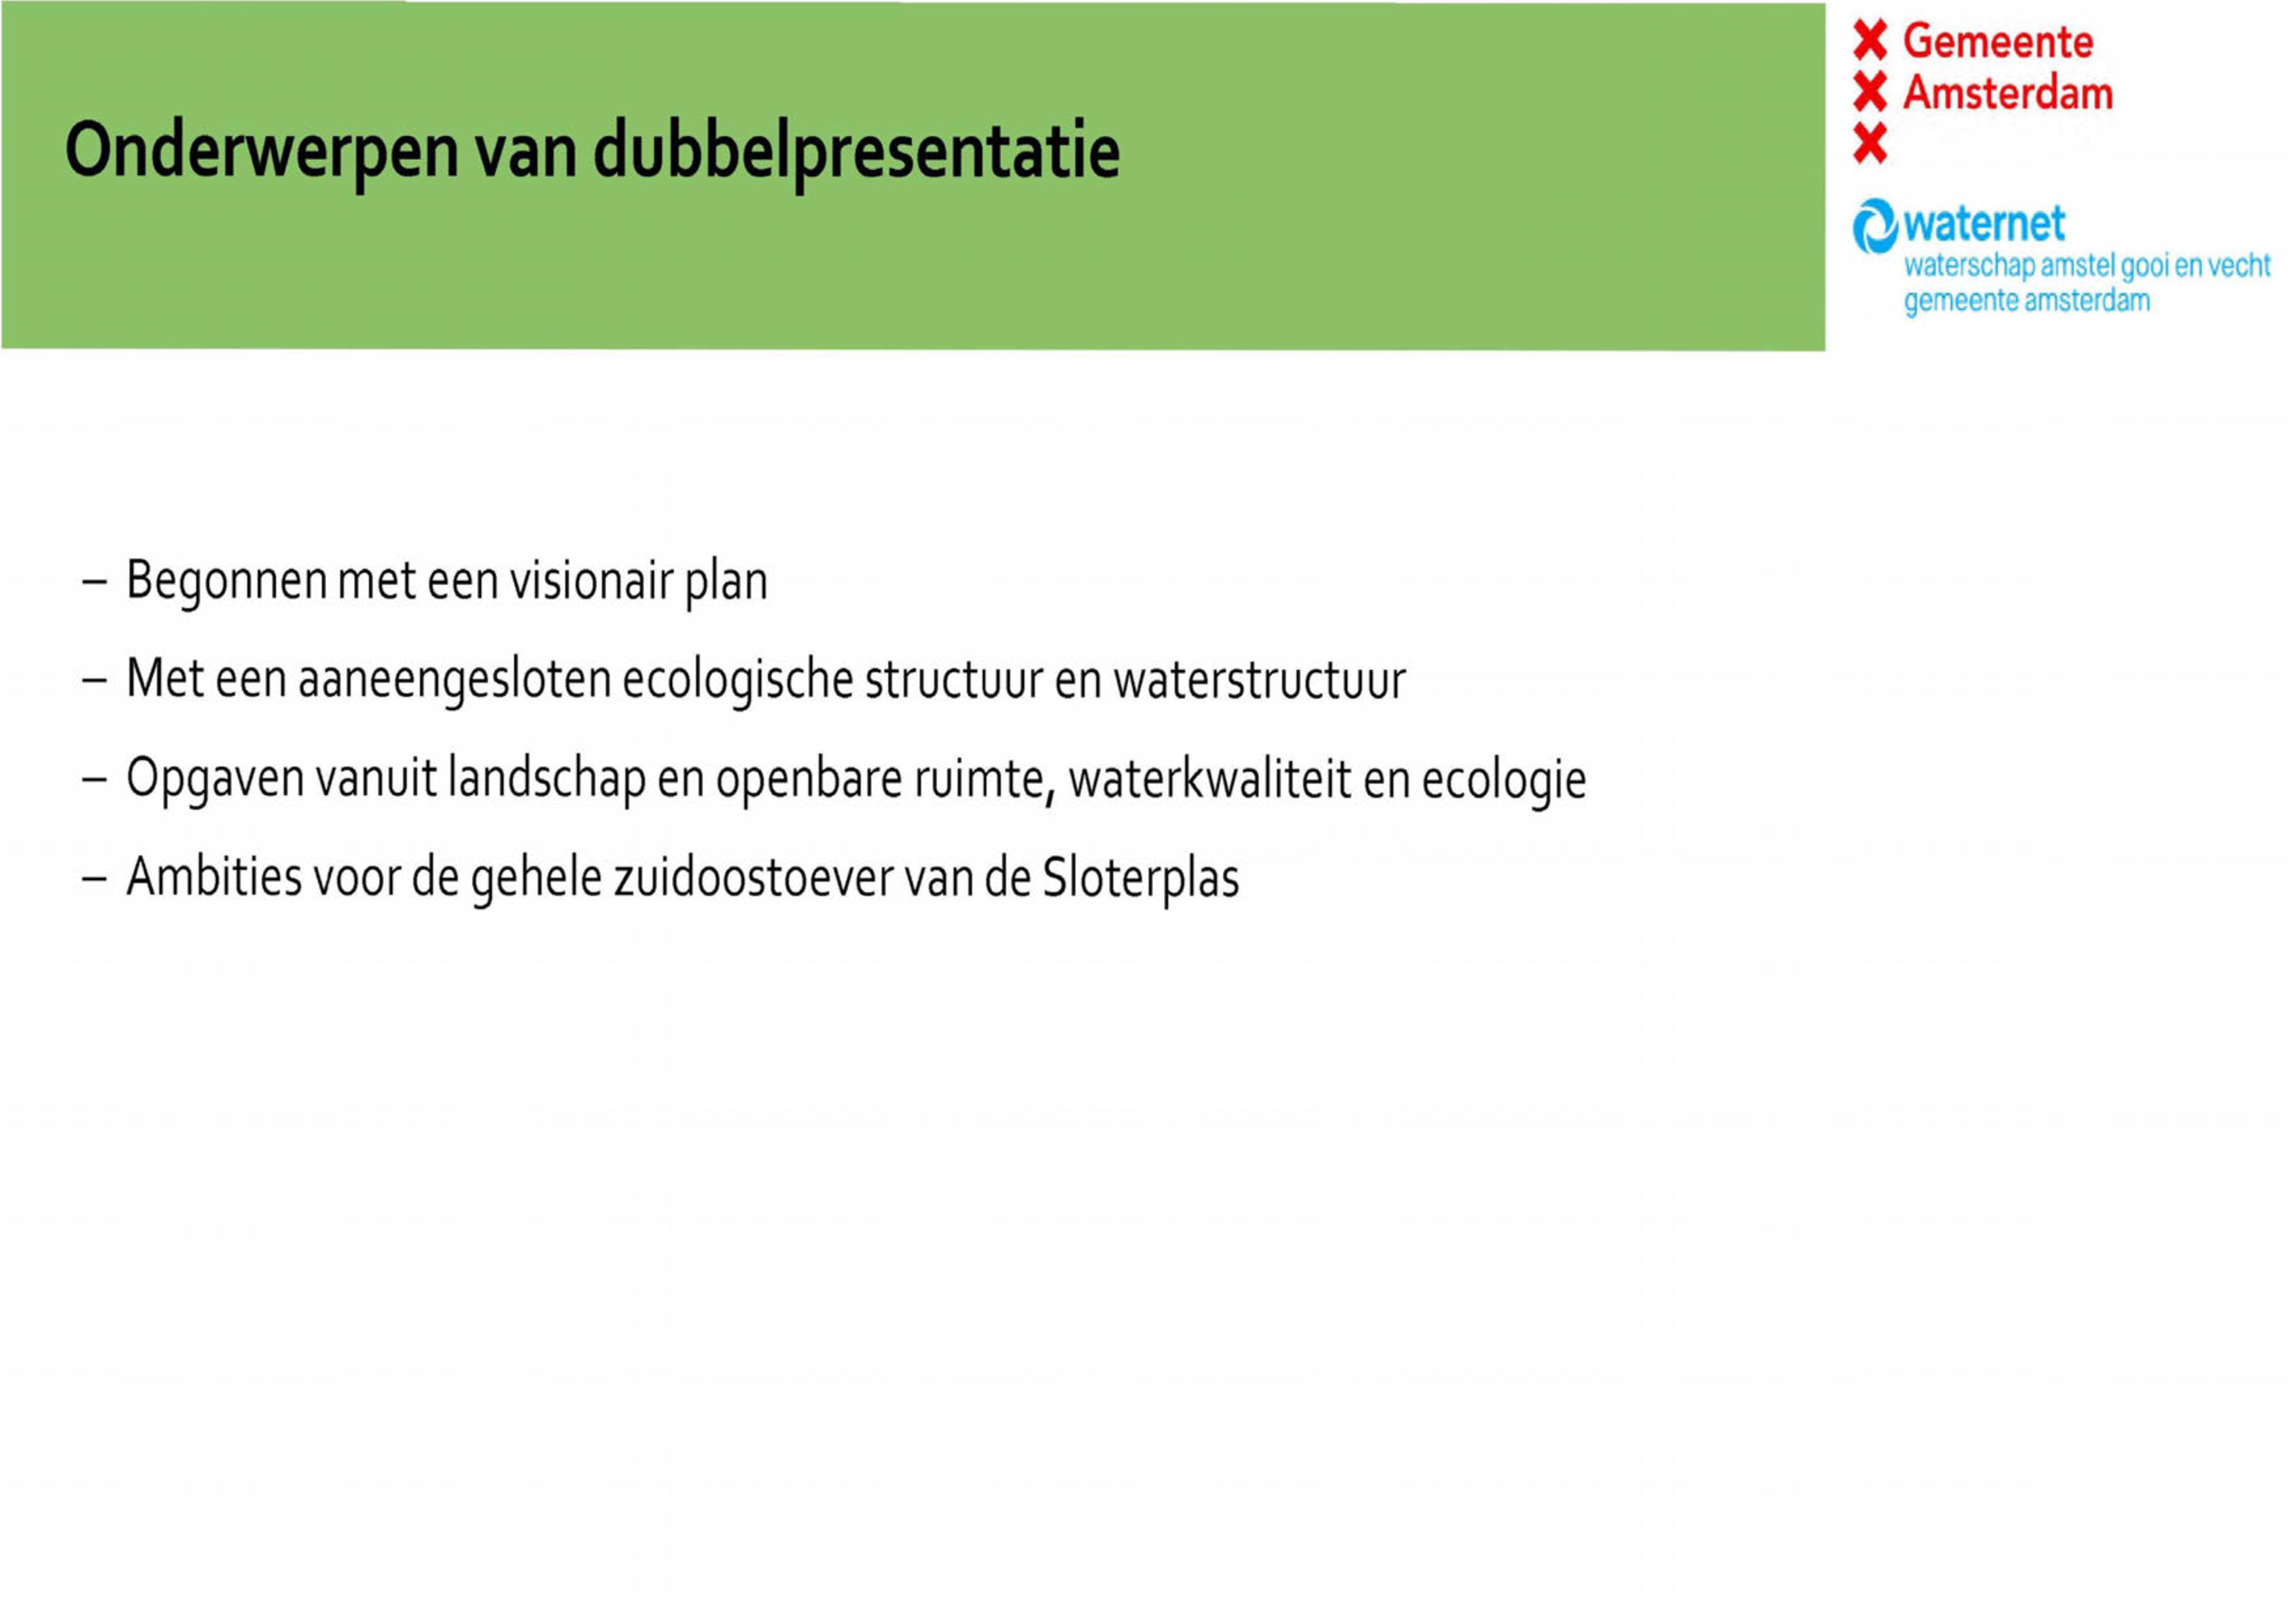 Onderwerpen van dubbelpresentatie
Gemeente
Amsterdam
waternet
waterschap amstel gooi en vecht
gemeente amsterdam
– Begonnen met een visionair plan
– Met een aaneengesloten ecologische structuur en waterstructuur
– Opgaven vanuit landschap en openbare ruimte, waterkwaliteit en ecologie
– Ambities voor de gehele zuidoostoever van de Sloterplas